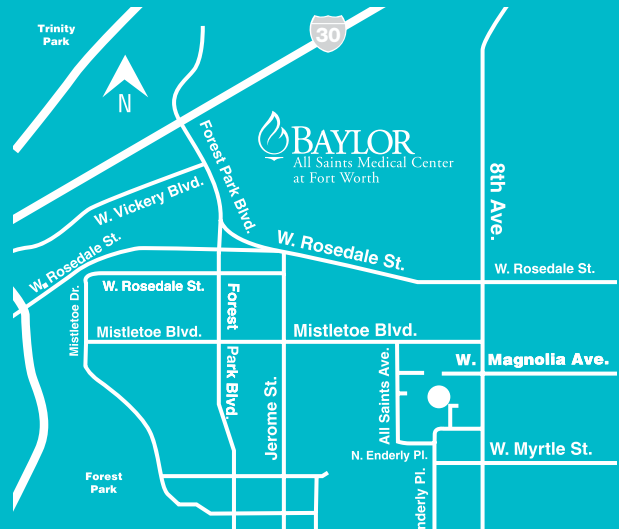 Trinity
Park
30
N
BAYLOR
All Saints Medical Center
at Fort Worth
Forest Park Blvd.
8th Ave.
W. Vickery Blvd.
W. Rosedale St.
W. Rosedale St.
W. Rosedale St.
W. Rosedale St.
Mistletoe Dr.
Forest
Park Blvd.
Mistletoe Blvd.
Mistletoe Blvd.
W. Magnolia Ave.
All Saints Ave.
Jerome St.
N. Enderly Pl.
W. Myrtle St.
nderly Pl.
Forest
Park